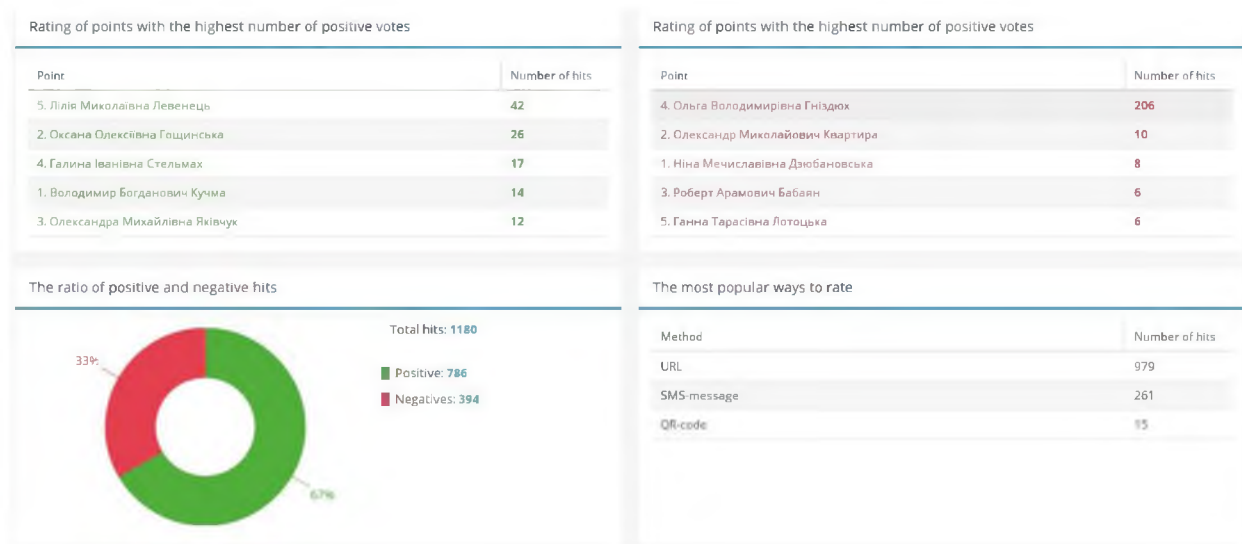 Rating of points with the highest number of positive votes
Point Number of hits
5. Лілія Миколаївна Левенець 42
2. Оксана Олексіївна Гощинська 26
4. Галина Іванівна Стельмах 17
1. Володимир Богданович Кучма 14
3. Олександра Михайлівна Яківчук 12
Rating of points with the highest number of positive votes
Point Number of hits
4. Ольга Володимирівна Гніздюх 206
2. Олександр Миколайович Квартира 10
1. Ніна Мечиславівна Дзюбановська 8
3. Роберт Арамович Бабаян 6
5. Ганна Тарасівна Лотоцька 6
The ratio of positive and negative hits
Total hits: 1180
33%
Positive: 786
Negatives: 394
67%
The most popular ways to rate
Method Number of hits
URL 979
SMS-message 261
QR-code 15